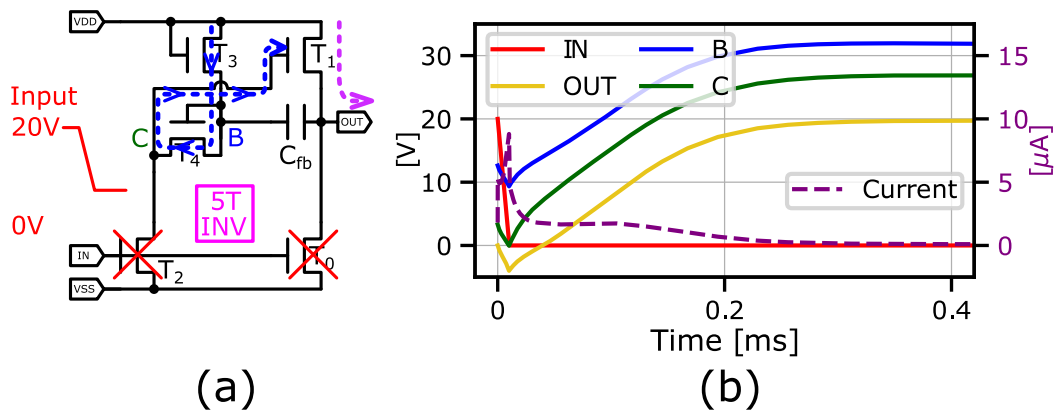 VDD
T3
T1
Input
20V
C
B
T4
Cfb
OUT
5T
INV
0V
IN
T2
T0
VSS
(a)
IN
B
OUT
C
Current
[V]
30
20
10
0
15
10
5
0
[µA]
0
0.2
0.4
Time [ms]
(b)